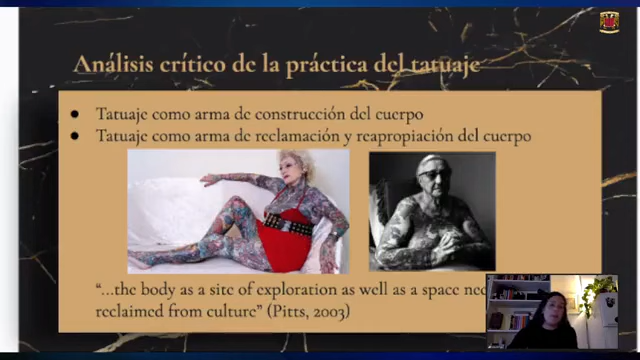 Análisis crítico de la práctica del tatuaje
● Tatuaje como arma de construcción del cuerpo
● Tatuaje como arma de reclamación y reapropiación del cuerpo
“...the body as a site of exploration as well as a space
reclaimed from culture” (Pitts, 2003)